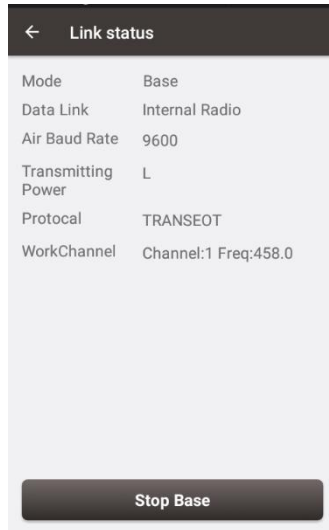 Link status
Mode Base
Data Link Internal Radio
Air Baud Rate 9600
Transmitting Power L
Protocal TRANSEOT
WorkChannel Channel:1 Freq:458.0
Stop Base